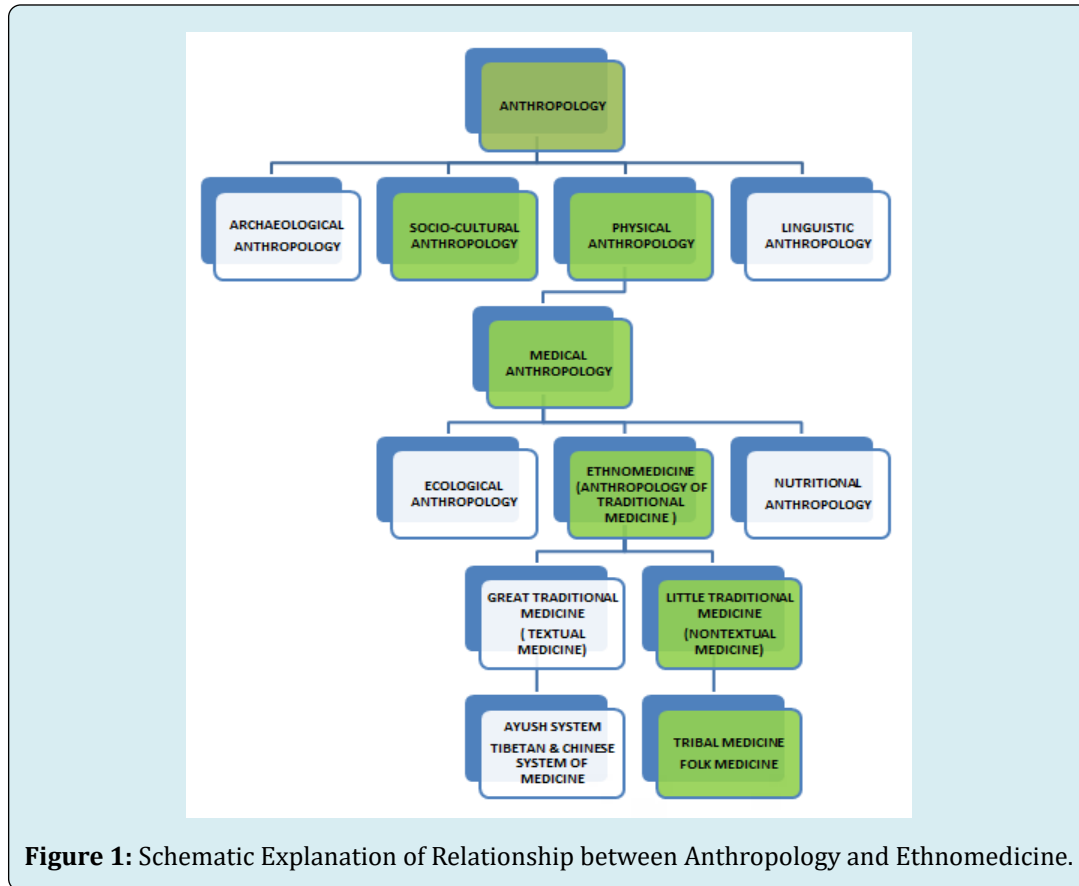 ANTHROPOLOGY
ARCHAEOLOGICAL
ANTHROPOLOGY
SOCIO-CULTURAL
ANTHROPOLOGY
PHYSICAL
ANTHROPOLOGY
LINGUISTIC
ANTHROPOLOGY
MEDICAL
ANTHROPOLOGY
ECOLOGICAL
ANTHROPOLOGY
ETHNOMEDICINE
(ANTHROPOLOGY OF
TRADITIONAL
MEDICINE )
NUTRITIONAL
ANTHROPOLOGY
GREAT TRADITIONAL
MEDICINE
( TEXTUAL
MEDICINE)
LITTLE TRADITIONAL
MEDICINE
(NONTEXTUAL
MEDICINE)
AYUSH SYSTEM
TIBETAN & CHINESE
SYSTEM OF
MEDICINE
TRIBAL MEDICINE
FOLK MEDICINE
Figure 1: Schematic Explanation of Relationship between Anthropology and Ethnomedicine.